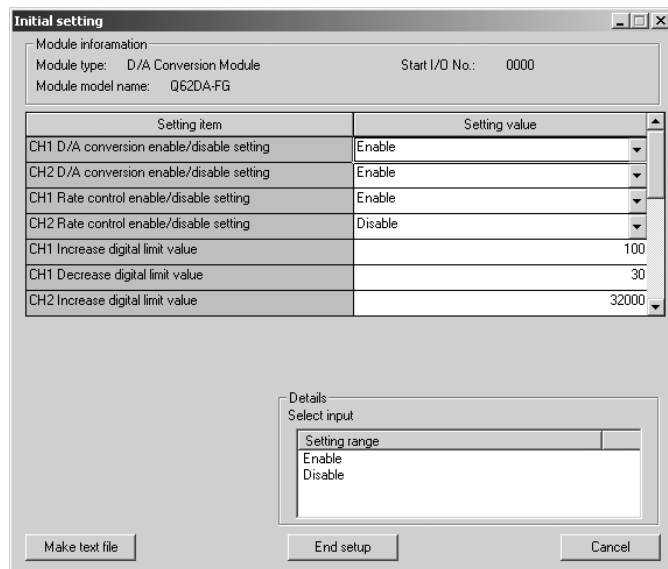 Initial setting
Module inforamation
Module type: D/A Conversion Module Start I/O No.: 0000
Module model name: Q62DA-FG
Setting item Setting value
CH1 D/A conversion enable/disable setting Enable
CH2 D/A conversion enable/disable setting Enable
CH1 Rate control enable/disable setting Enable
CH2 Rate control enable/disable setting Disable
CH1 Increase digital limit value 100
CH1 Decrease digital limit value 30
CH2 Increase digital limit value 32000
Details
Select input
Setting range
Enable
Disable
Make text file End setup Cancel